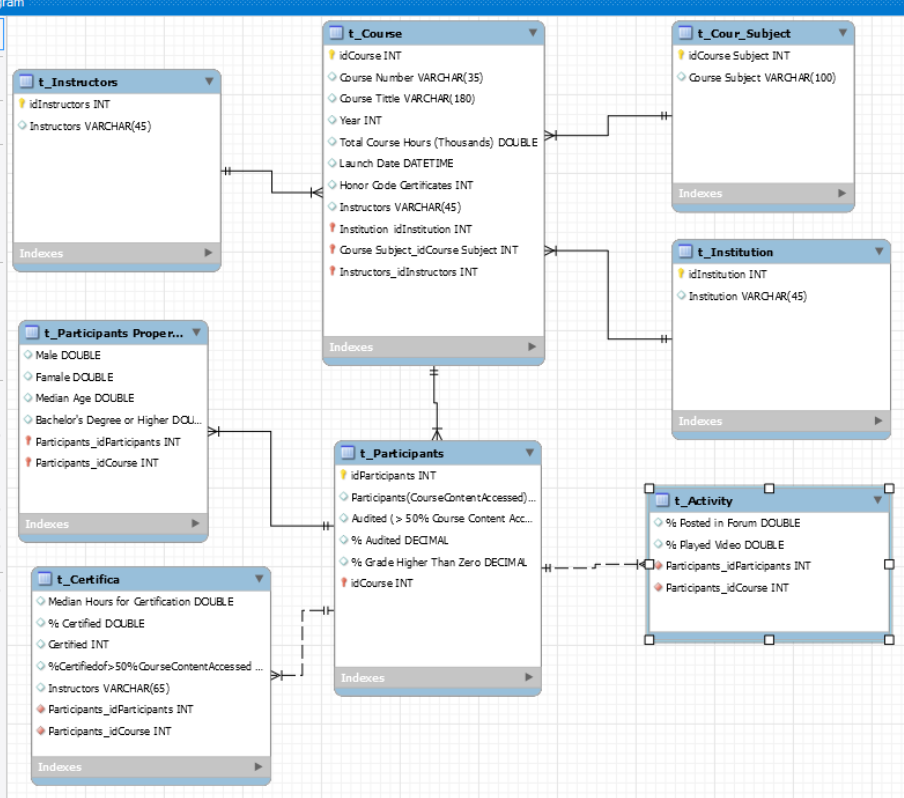 gram
t_Course
idCourse INT
Course Number VARCHAR(35)
Course Tittle VARCHAR(180)
Year INT
Total Course Hours (Thousands) DOUBLE
Launch Date DATETIME
Honor Code Certificates INT
Instructors VARCHAR(45)
Institution idInstitution INT
Course Subject_idCourse Subject INT
Instructors_idInstructors INT
Indexes
t_Cour_Subject
idCourse Subject INT
Course Subject VARCHAR(100)
Indexes
t_Instructors
idInstructors INT
Instructors VARCHAR(45)
Indexes
t_Institution
idInstitution INT
Institution VARCHAR(45)
Indexes
t_Participants Proper...
Male DOUBLE
Famale DOUBLE
Median Age DOUBLE
Bachelor's Degree or Higher DOU...
Participants_idParticipants INT
Participants_idCourse INT
Indexes
t_Participants
idParticipants INT
Participants(CourseContentAccessed)...
Audited (> 50% Course Content Acc...
% Audited DECIMAL
% Grade Higher Than Zero DECIMAL
idCourse INT
Indexes
t_Activity
% Posted in Forum DOUBLE
% Played Video DOUBLE
Participants_idParticipants INT
Participants_idCourse INT
t_Certifica
Median Hours for Certification DOUBLE
% Certified DOUBLE
Certified INT
%Certifiedof>50%CourseContentAccessed ...
Instructors VARCHAR(65)
Participants_idParticipants INT
Participants_idCourse INT
Indexes